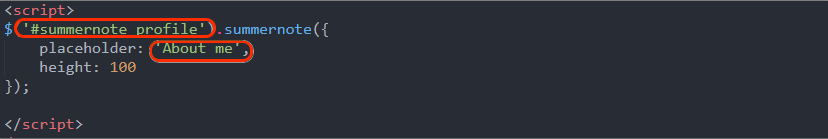 <script>
$('#summernote_profile').summernote({
placeholder: 'About me',
height: 100
});
</script>